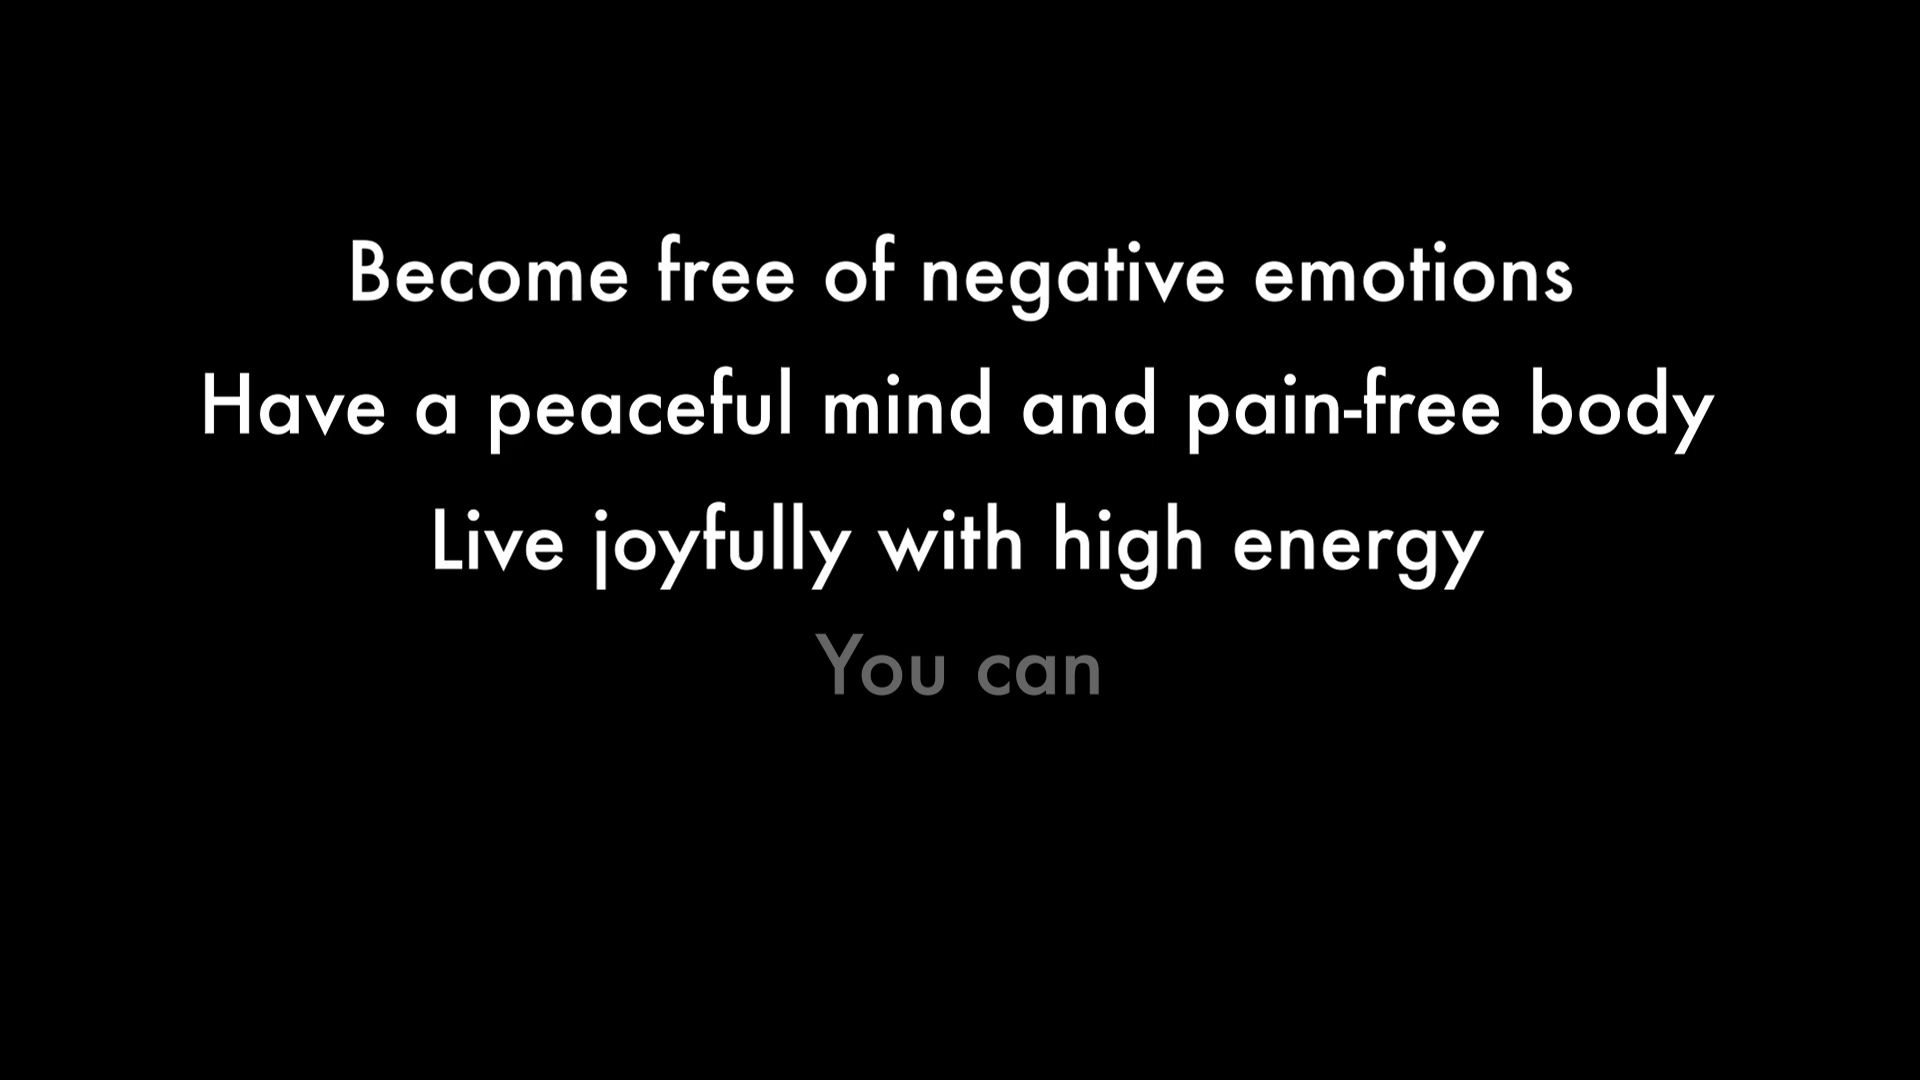 Become free of negative emotions
Have a peaceful mind and pain-free body
Live joyfully with high energy
You can